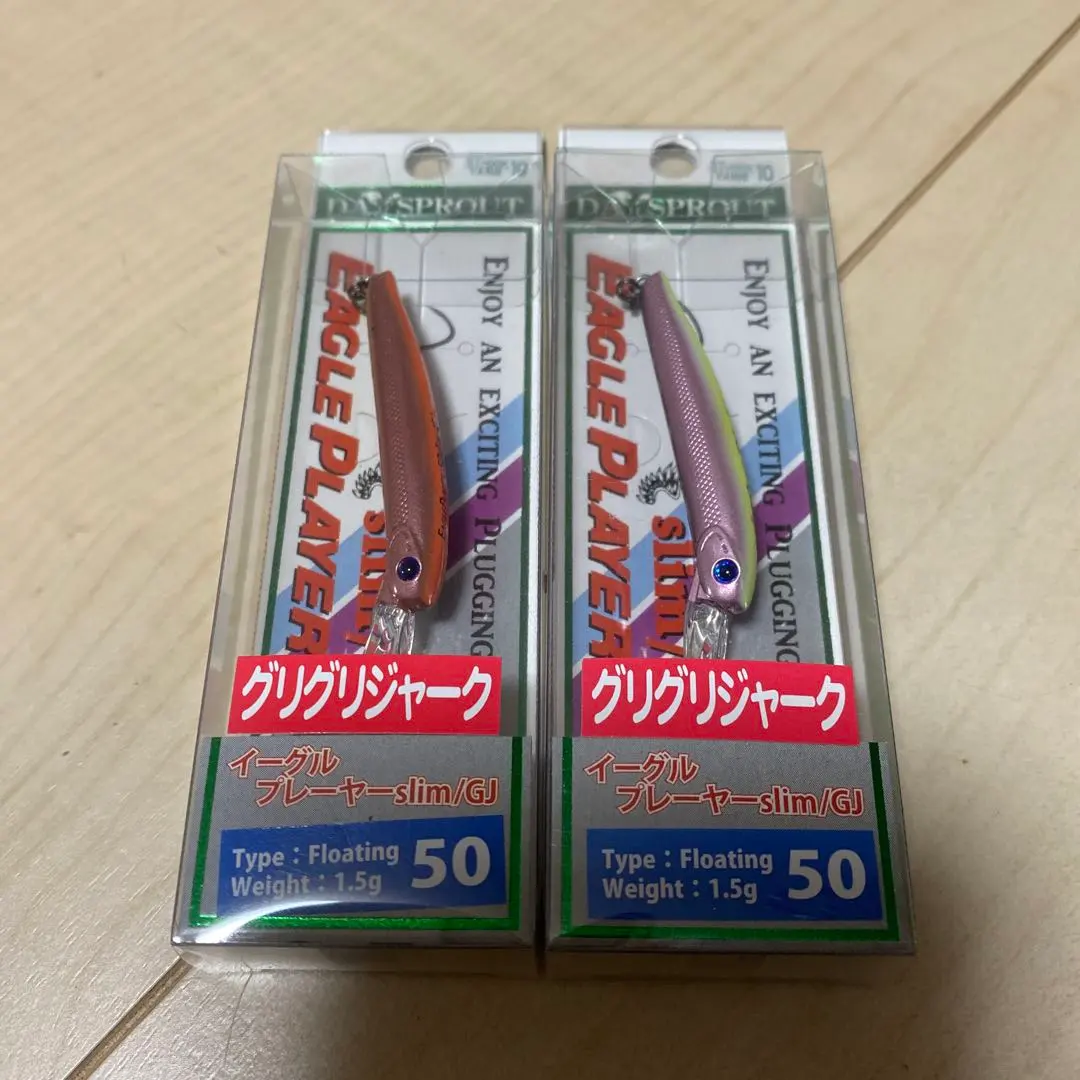 DAYSPROUT
EAGLE PLAYER
slim/
ENJOY AN EXCITING PLUGGING
グリグリジャーク
イーグル
プレーヤーslim/GJ
Type：Floating
Weight：1.5g
50
DAYSPROUT
EAGLE PLAYER
slim/
ENJOY AN EXCITING PLUGGING
グリグリジャーク
イーグル
プレーヤーslim/GJ
Type：Floating
Weight：1.5g
50